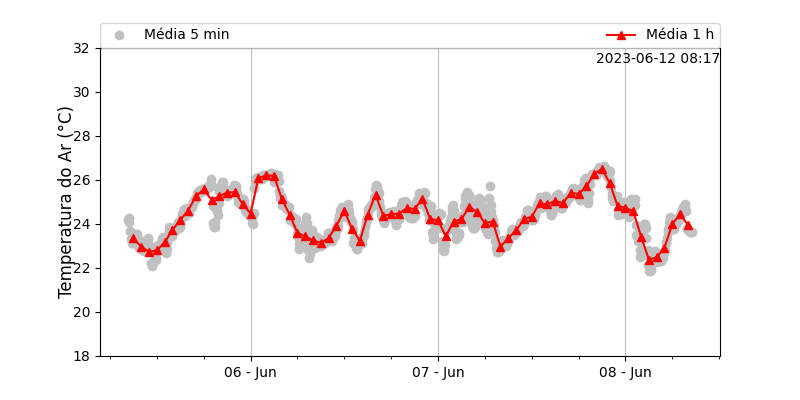 Média 5 min
Média 1 h
2023-06-12 08:17
32
30
28
26
24
22
20
18
Temperatura do Ar (°C)
06 - Jun
07 - Jun
08 - Jun